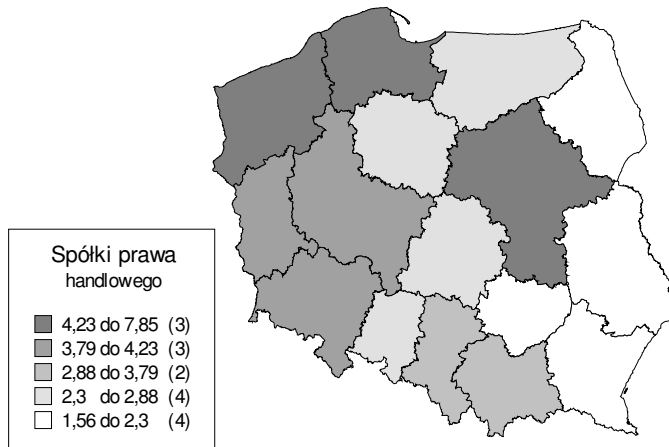 Spółki prawa
handlowego
4,23 do 7,85 (3)
3,79 do 4,23 (3)
2,88 do 3,79 (2)
2,3 do 2,88 (4)
1,56 do 2,3 (4)